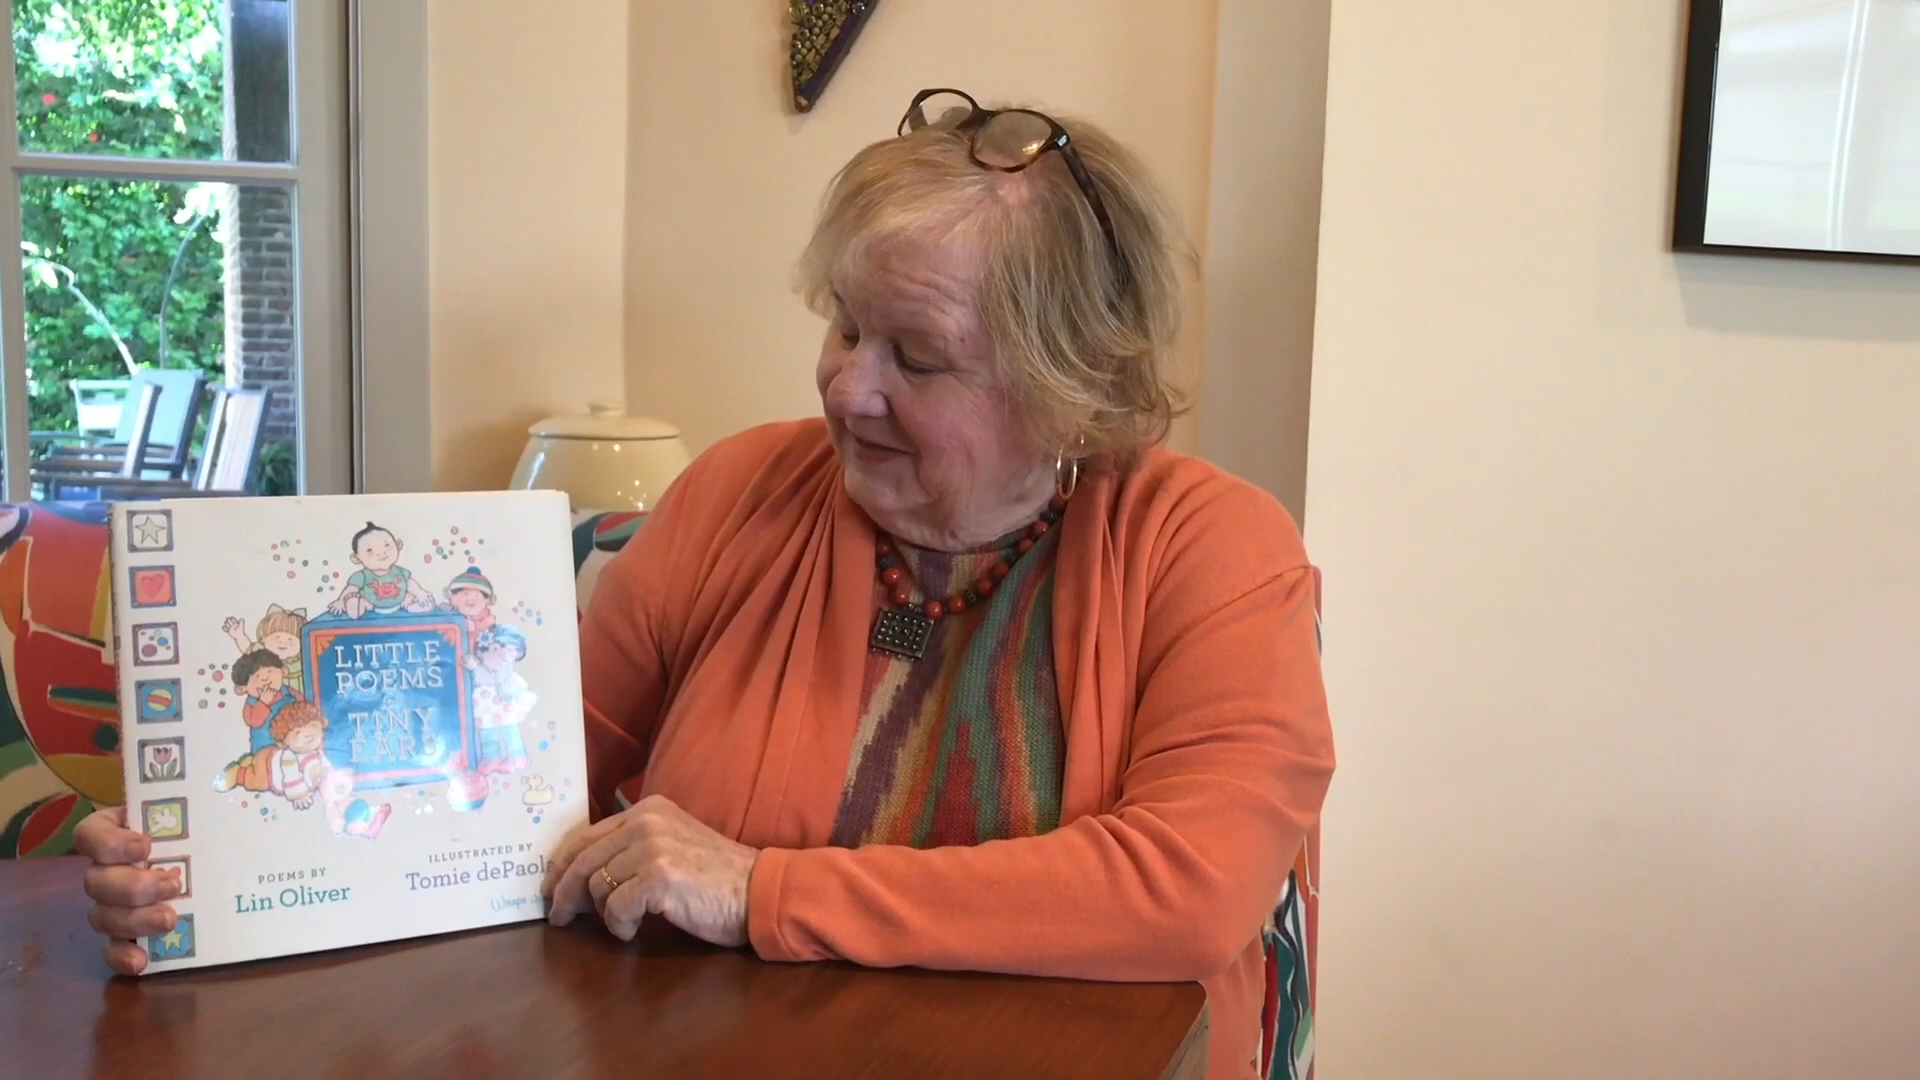 LITTLE
POEMS
TINY
EARS
POEMS BY
Lin Oliver
ILLUSTRATED BY
Tomie dePaola